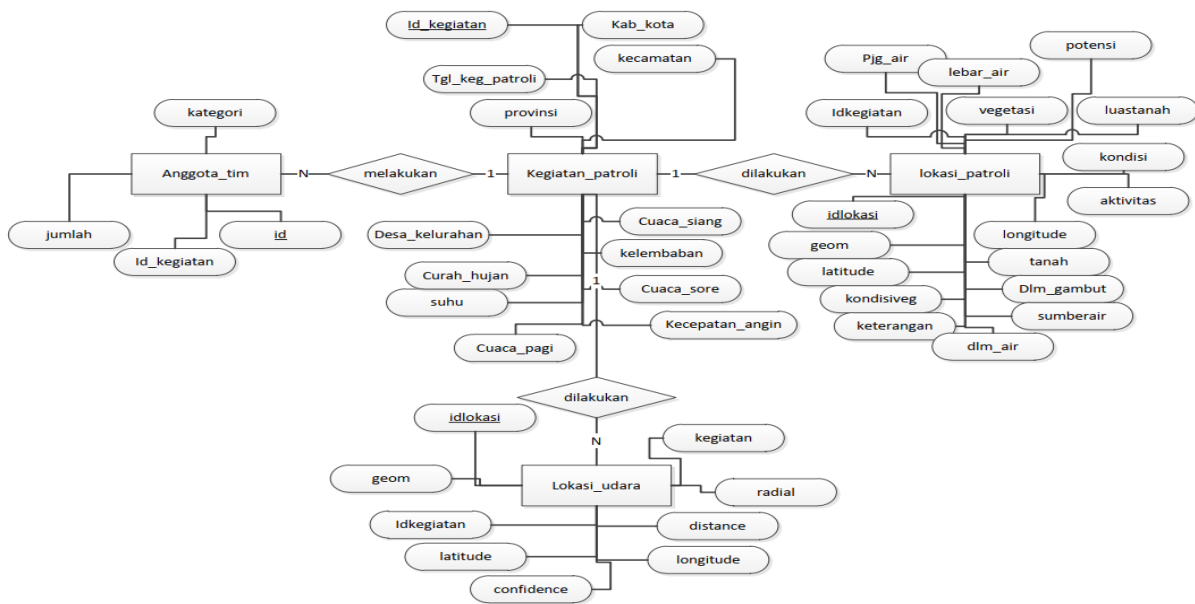 Id_kegiatan
Kab_kota
kecamatan
Tgl_keg_patroli
provinsi
Pjg_air
potensi
lebar_air
Idkegiatan
vegetasi
luastanah
kategori
Anggota_tim
N
melakukan
1
Kegiatan_patroli
1
dilakukan
N
lokasi_patroli
kondisi
aktivitas
jumlah
id
Id_kegiatan
Desa_kelurahan
Cuaca_siang
kelembaban
Curah_hujan
suhu
1
Cuaca_sore
Cuaca_pagi
Kecepatan_angin
idlokasi
longitude
geom
tanah
latitude
Dlm_gambut
kondisiveg
sumberair
keterangan
dlm_air
dilakukan
N
idlokasi
kegiatan
geom
Lokasi_udara
radial
Idkegiatan
distance
latitude
longitude
confidence